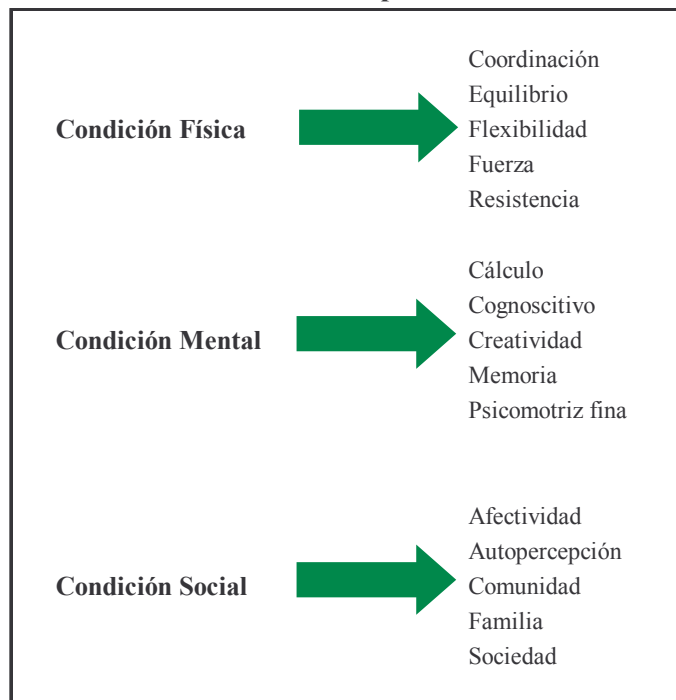 Coordinación
Equilibrio
Condición Física
Flexibilidad
Fuerza
Resistencia
Cálculo
Cognoscitivo
Condición Mental
Creatividad
Memoria
Psicomotriz fina
Afectividad
Autopercepción
Condición Social
Comunidad
Familia
Sociedad